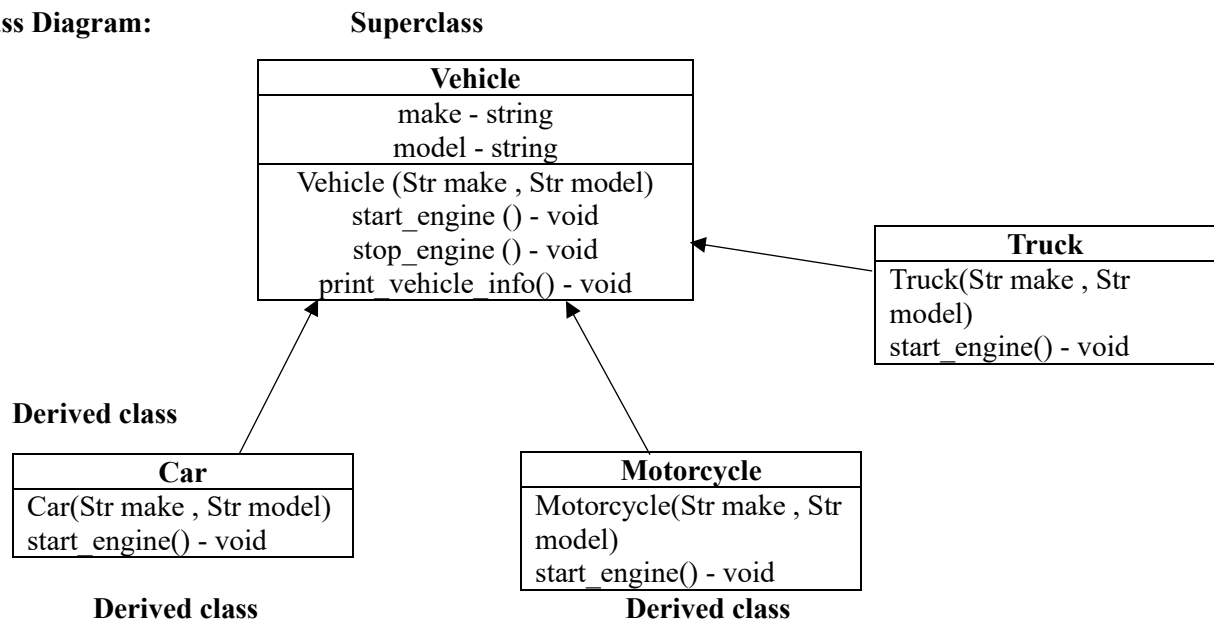 ss Diagram: Superclass
Vehicle
make - string
model - string
Vehicle (Str make , Str model)
start_engine () - void
stop_engine () - void
print_vehicle_info() - void
Truck
Truck(Str make , Str
model)
start_engine() - void
Derived class
Car
Car(Str make , Str model)
start_engine() - void
Motorcycle
Motorcycle(Str make , Str
model)
start_engine() - void
Derived class
Derived class